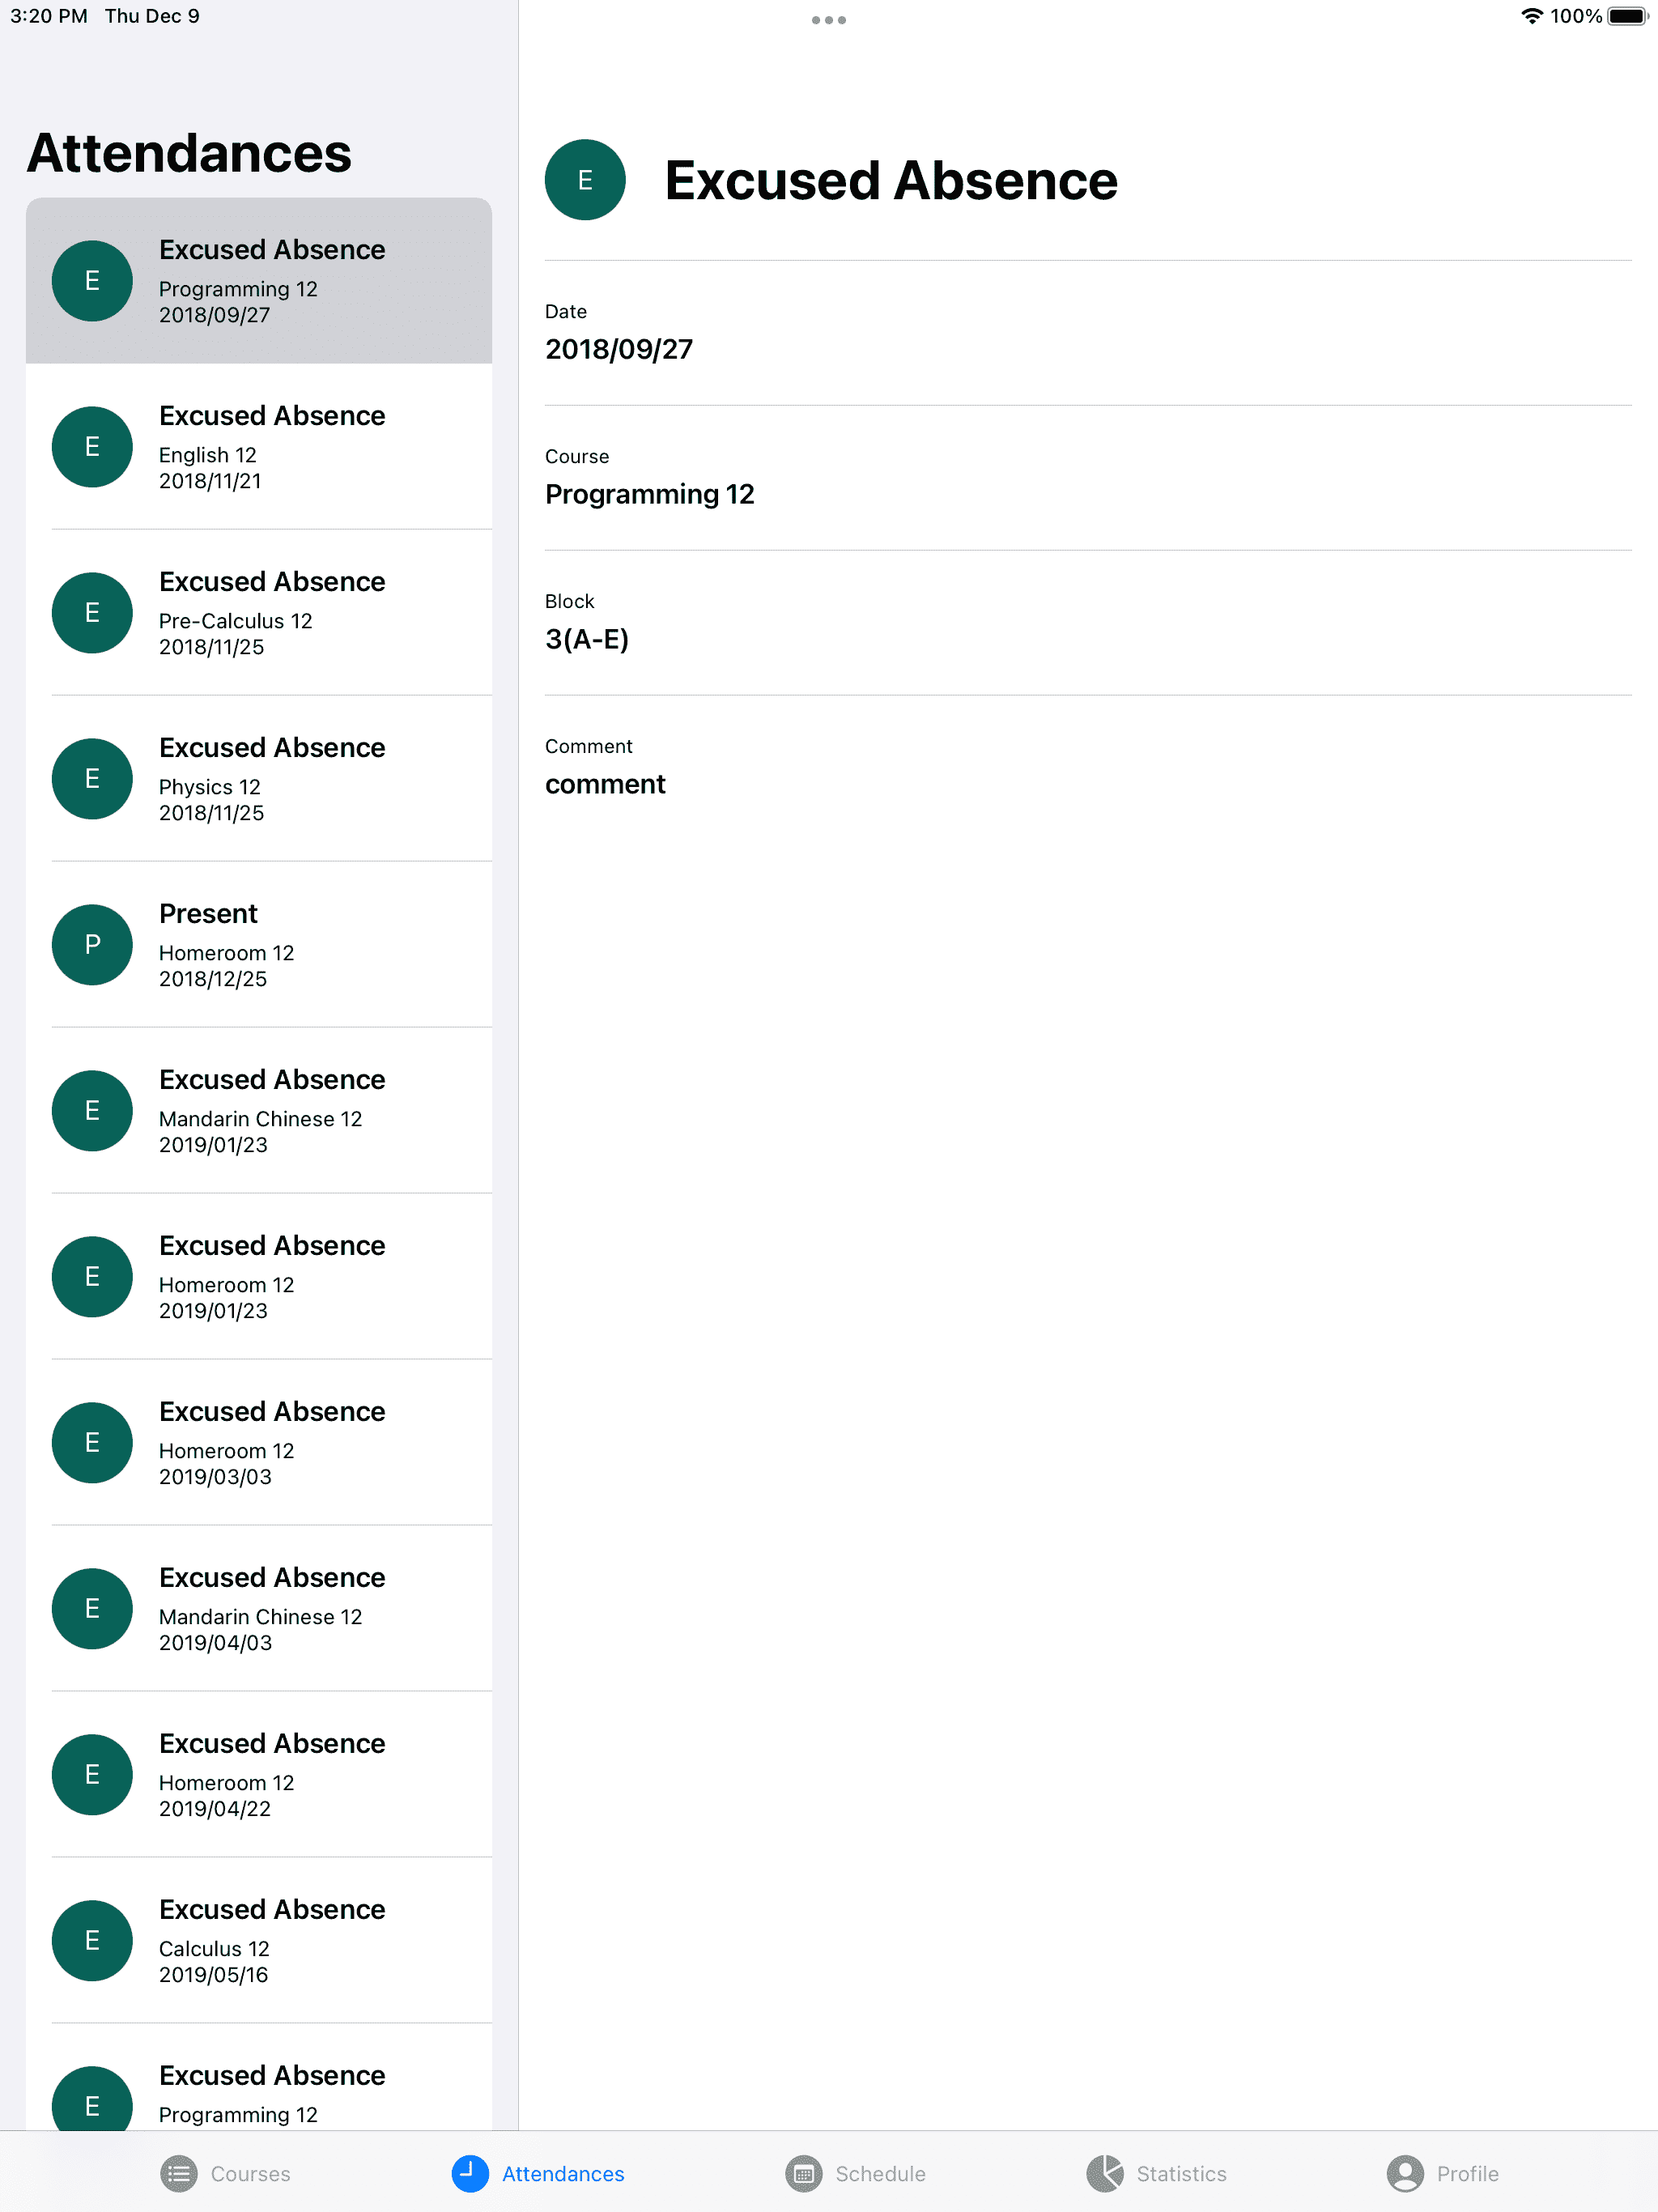 3:20 PM Thu Dec 9
100%
Attendances
E
Excused Absence
Programming 12
2018/09/27
E
Excused Absence
English 12
2018/11/21
E
Excused Absence
Pre-Calculus 12
2018/11/25
E
Excused Absence
Physics 12
2018/11/25
P
Present
Homeroom 12
2018/12/25
E
Excused Absence
Mandarin Chinese 12
2019/01/23
E
Excused Absence
Homeroom 12
2019/01/23
E
Excused Absence
Homeroom 12
2019/03/03
E
Excused Absence
Mandarin Chinese 12
2019/04/03
E
Excused Absence
Homeroom 12
2019/04/22
E
Excused Absence
Calculus 12
2019/05/16
E
Excused Absence
Programming 12
E
Excused Absence
Date
2018/09/27
Course
Programming 12
Block
3(A-E)
Comment
comment
Courses
Attendances
Schedule
Statistics
Profile